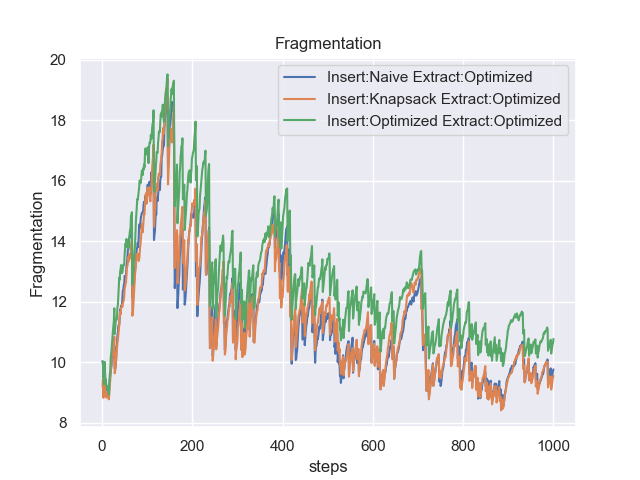 Fragmentation
20
18
16
14
12
10
8
Fragmentation
Insert:Naive Extract:Optimized
Insert:Knapsack Extract:Optimized
Insert:Optimized Extract:Optimized
0 200 400 600 800 1000
steps